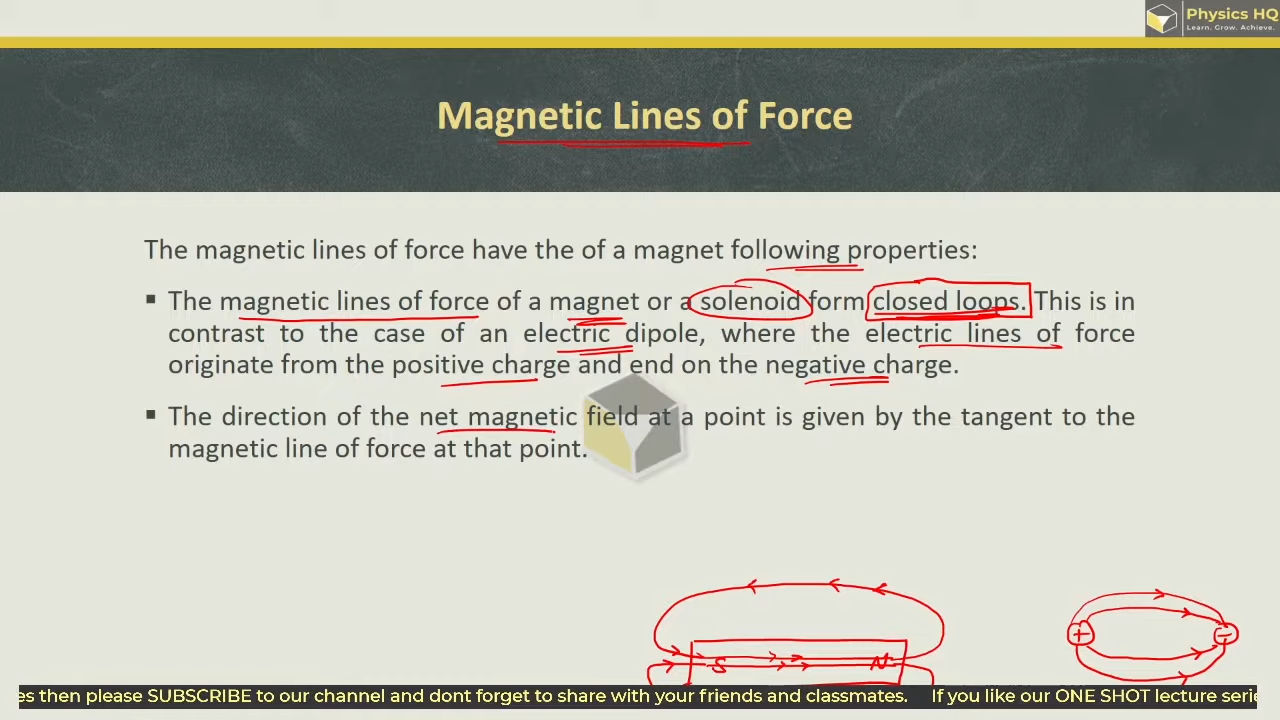 Physics HQ
Learn. Grow. Achieve.
Magnetic Lines of Force
The magnetic lines of force have the of a magnet following properties:
▪ The magnetic lines of force of a magnet or a solenoid form closed loops. This is in
contrast to the case of an electric dipole, where the electric lines of force
originate from the positive charge and end on the negative charge.
▪ The direction of the net magnetic field at a point is given by the tangent to the
magnetic line of force at that point.
+ −
S N
es then please SUBSCRIBE to our channel and dont forget to share with your friends and classmates. If you like our ONE SHOT lecture serie